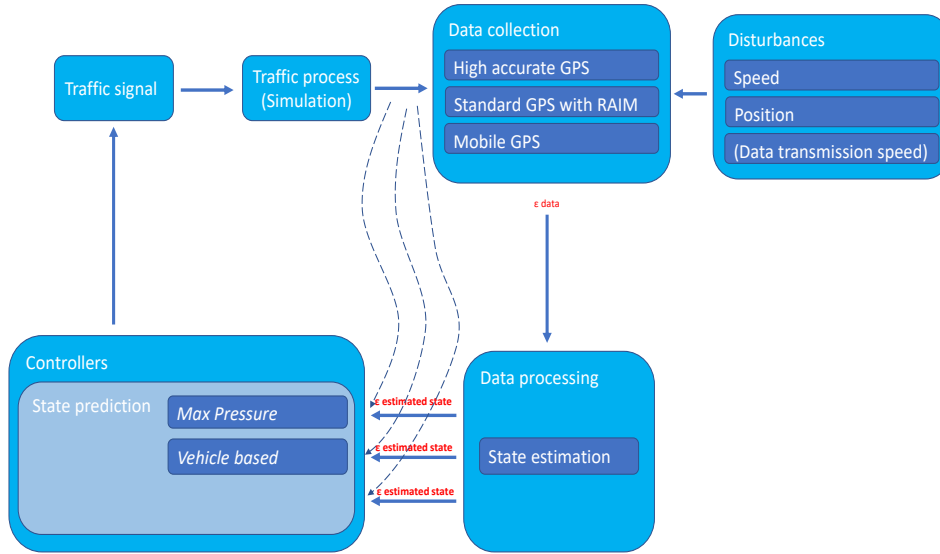 Data collection
High accurate GPS
Standard GPS with RAIM
Mobile GPS
Disturbances
Speed
Position
(Data transmission speed)
Traffic signal
Traffic process
(Simulation)
ε data
Controllers
State prediction
Max Pressure
Vehicle based
ε estimated state
ε estimated state
ε estimated state
Data processing
State estimation